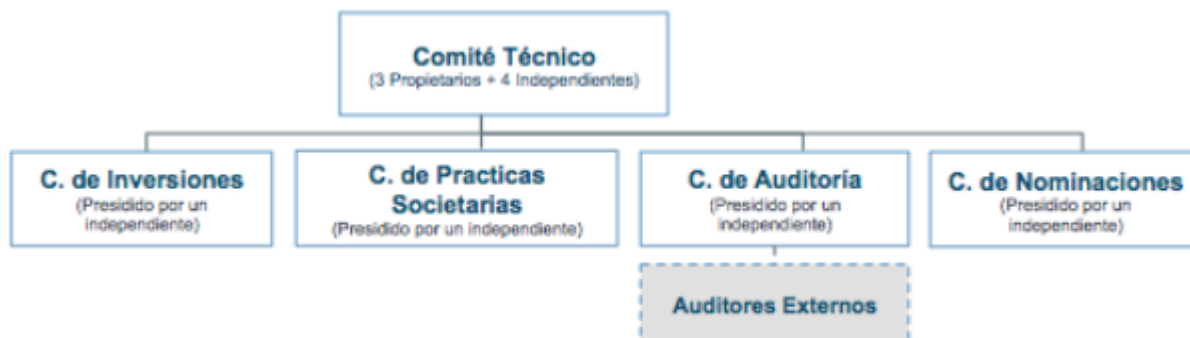 Comité Técnico
(3 Propietarios + 4 Independientes)
C. de Inversiones
(Presidido por un
independiente)
C. de Practicas
Societarias
(Presidido por un independiente)
C. de Auditoría
(Presidido por un
independiente)
C. de Nominaciones
(Presidido por un
independiente)
Auditores Externos